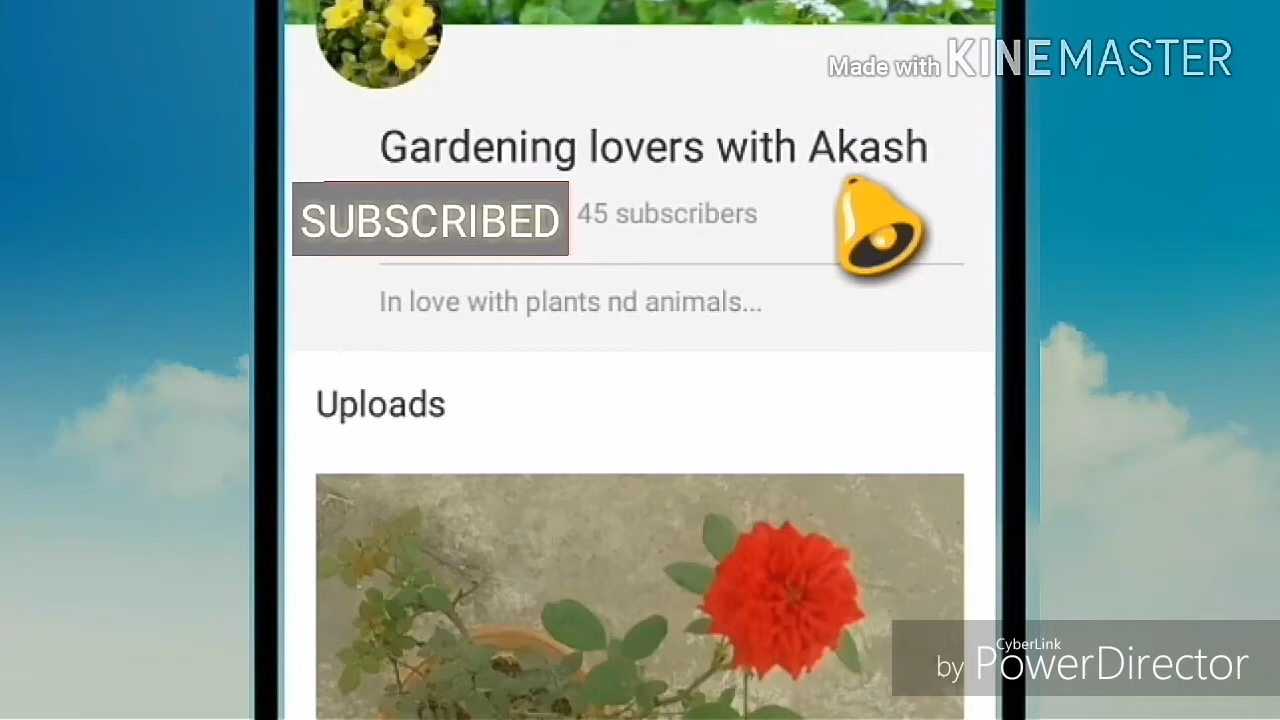 Made with KINEMASTER
Gardening lovers with Akash
SUBSCRIBED 45 subscribers
In love with plants nd animals...
Uploads
CyberLink
by PowerDirector